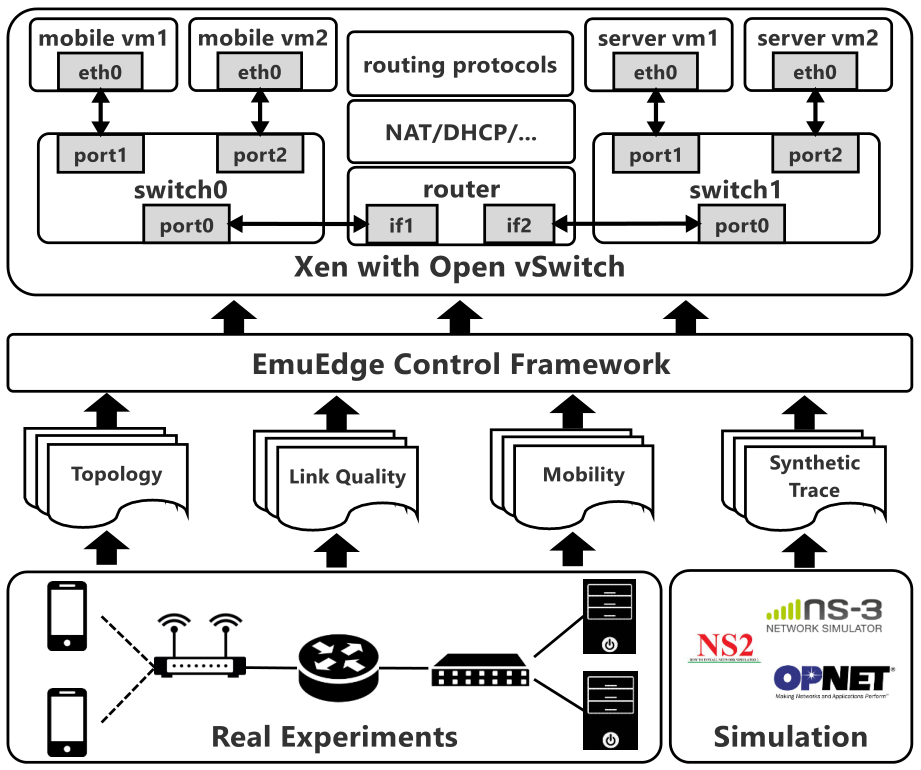 mobile vm1
mobile vm2
server vm1
server vm2
eth0
eth0
routing protocols
eth0
eth0
NAT/DHCP/...
port1
port2
port1
port2
switch0
router
switch1
port0
if1
if2
port0
Xen with Open vSwitch
EmuEdge Control Framework
Topology
Link Quality
Mobility
Synthetic
Trace
ns-3
NETWORK SIMULATOR
NS2
OPNET®
Making Networks and Applications Perform™
Real Experiments
Simulation